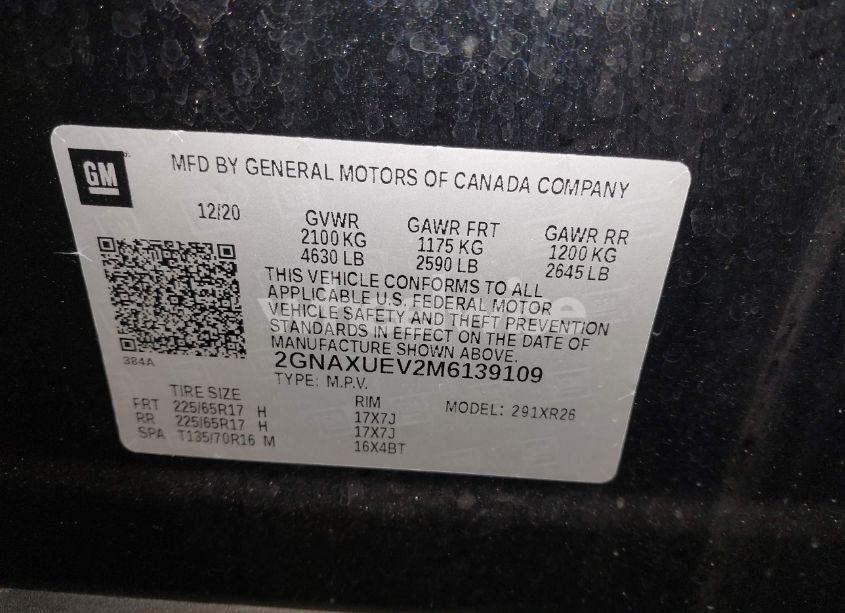 GM
MFD BY GENERAL MOTORS OF CANADA COMPANY
12/20
GVWR
2100 KG
4630 LB
GAWR FRT
1175 KG
2590 LB
GAWR RR
1200 KG
2645 LB
THIS VEHICLE CONFORMS TO ALL
APPLICABLE U.S. FEDERAL MOTOR
VEHICLE SAFETY AND THEFT PREVENTION
STANDARDS IN EFFECT ON THE DATE OF
MANUFACTURE SHOWN ABOVE.
384A
2GNAXUEV2M6139109
TYPE: M.P.V.
MODEL: 291XR26
TIRE SIZE
RIM
FRT 225/65R17 H 17X7J
RR 225/65R17 H 17X7J
SPA T135/70R16 M 16X4BT